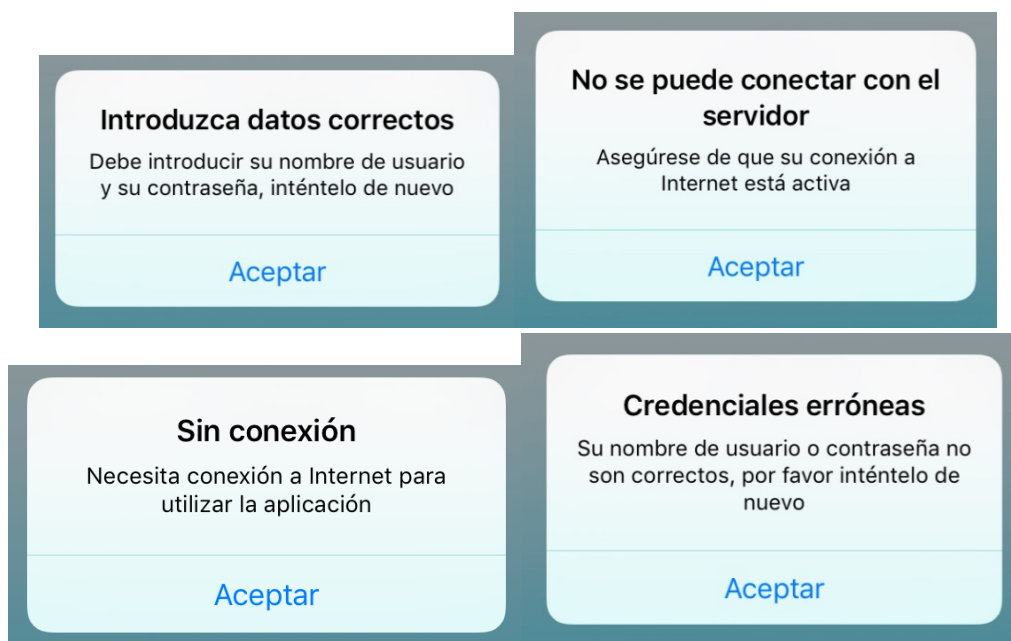 Introduzca datos correctos
Debe introducir su nombre de usuario
y su contraseña, inténtelo de nuevo
Aceptar
No se puede conectar con el
servidor
Asegúrese de que su conexión a
Internet está activa
Aceptar
Sin conexión
Necesita conexión a Internet para
utilizar la aplicación
Aceptar
Credenciales erróneas
Su nombre de usuario o contraseña no
son correctos, por favor inténtelo de
nuevo
Aceptar